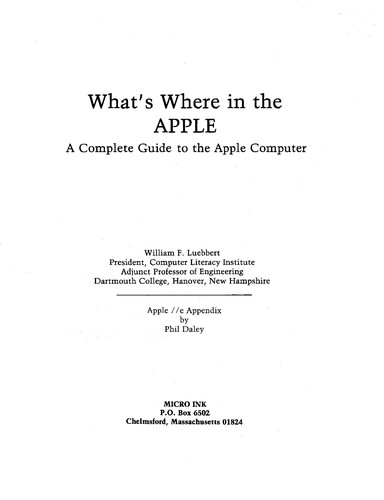 What's Where in the
APPLE
A Complete Guide to the Apple Computer
William F. Luebbert
President, Computer Literacy Institute
Adjunct Professor of Engineering
Dartmouth College, Hanover, New Hampshire
Apple //e Appendix
by
Phil Daley
MICRO INK
P.O. Box 6502
Chelmsford, Massachusetts 01824